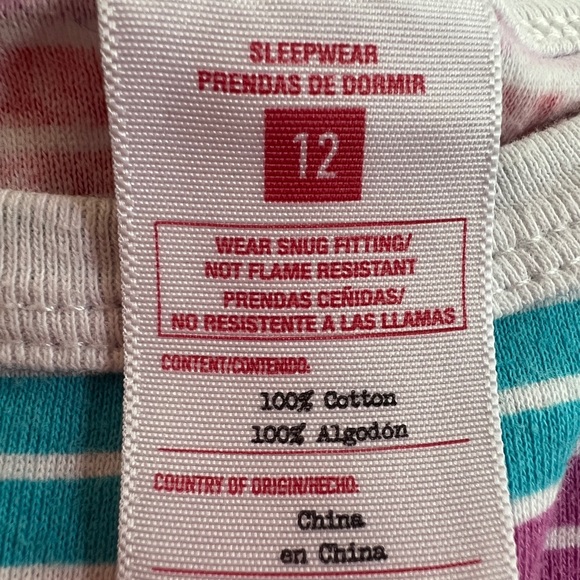 SLEEPWEAR
PRENDAS DE DORMIR
12
WEAR SNUG FITTING/
NOT FLAME RESISTANT
PRENDAS CEÑIDAS/
NO RESISTENTE A LAS LLAMAS
CONTENT/CONTENIDO.
100% Cotton
100% Algodón
COUNTRY OF ORIGIN/HECHO.
China
en China